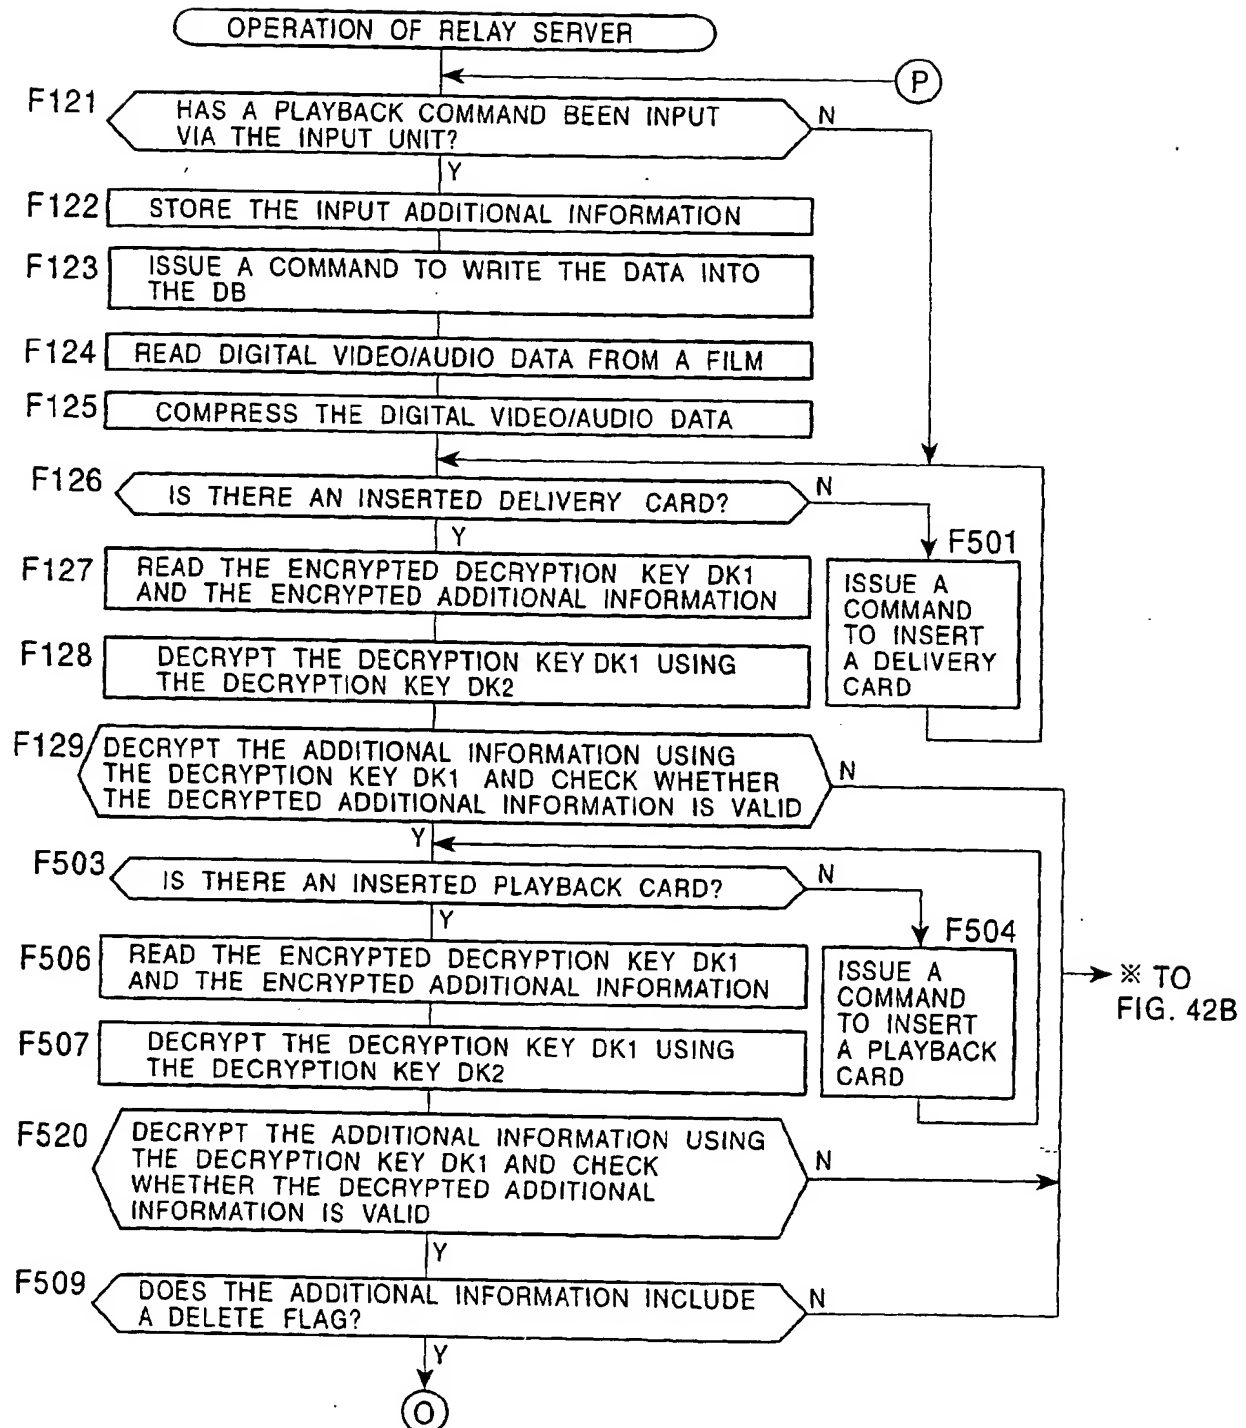 OPERATION OF RELAY SERVER
P
F121
HAS A PLAYBACK COMMAND BEEN INPUT
VIA THE INPUT UNIT?
N
Y
F122
STORE THE INPUT ADDITIONAL INFORMATION
F123
ISSUE A COMMAND TO WRITE THE DATA INTO
THE DB
F124
READ DIGITAL VIDEO/AUDIO DATA FROM A FILM
F125
COMPRESS THE DIGITAL VIDEO/AUDIO DATA
F126
IS THERE AN INSERTED DELIVERY CARD?
N
Y
F501
ISSUE A
COMMAND
TO INSERT
A DELIVERY
CARD
F127
READ THE ENCRYPTED DECRYPTION KEY DK1
AND THE ENCRYPTED ADDITIONAL INFORMATION
F128
DECRYPT THE DECRYPTION KEY DK1 USING
THE DECRYPTION KEY DK2
F129
DECRYPT THE ADDITIONAL INFORMATION USING
THE DECRYPTION KEY DK1 AND CHECK WHETHER
THE DECRYPTED ADDITIONAL INFORMATION IS VALID
N
Y
F503
IS THERE AN INSERTED PLAYBACK CARD?
N
Y
F504
ISSUE A
COMMAND
TO INSERT
A PLAYBACK
CARD
※ TO
FIG. 42B
F506
READ THE ENCRYPTED DECRYPTION KEY DK1
AND THE ENCRYPTED ADDITIONAL INFORMATION
F507
DECRYPT THE DECRYPTION KEY DK1 USING
THE DECRYPTION KEY DK2
F520
DECRYPT THE ADDITIONAL INFORMATION USING
THE DECRYPTION KEY DK1 AND CHECK
WHETHER THE DECRYPTED ADDITIONAL
INFORMATION IS VALID
N
Y
F509
DOES THE ADDITIONAL INFORMATION INCLUDE
A DELETE FLAG?
N
Y
O